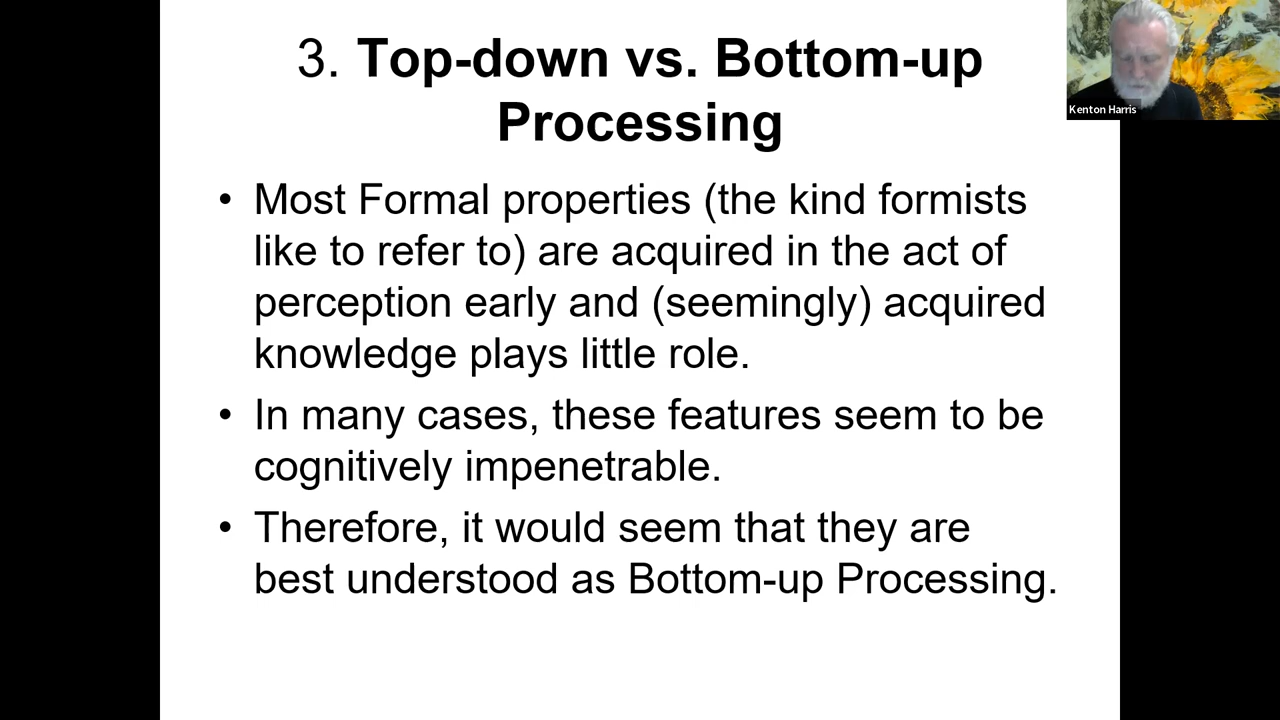 3. Top-down vs. Bottom-up
Processing
Kenton Harris
• Most Formal properties (the kind formists
like to refer to) are acquired in the act of
perception early and (seemingly) acquired
knowledge plays little role.
• In many cases, these features seem to be
cognitively impenetrable.
• Therefore, it would seem that they are
best understood as Bottom-up Processing.